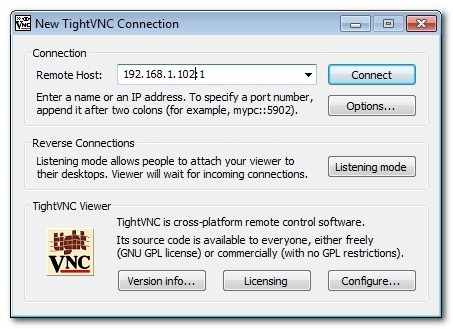 New TightVNC Connection
Connection
Remote Host:
192.168.1.102:1
Connect
Enter a name or an IP address. To specify a port number,
append it after two colons (for example, mypc::5902).
Options...
Reverse Connections
Listening mode allows people to attach your viewer to
their desktops. Viewer will wait for incoming connections.
Listening mode
TightVNC Viewer
TightVNC is cross-platform remote control software.
Its source code is available to everyone, either freely
(GNU GPL license) or commercially (with no GPL restrictions).
tight
VNC
Version info...
Licensing
Configure...